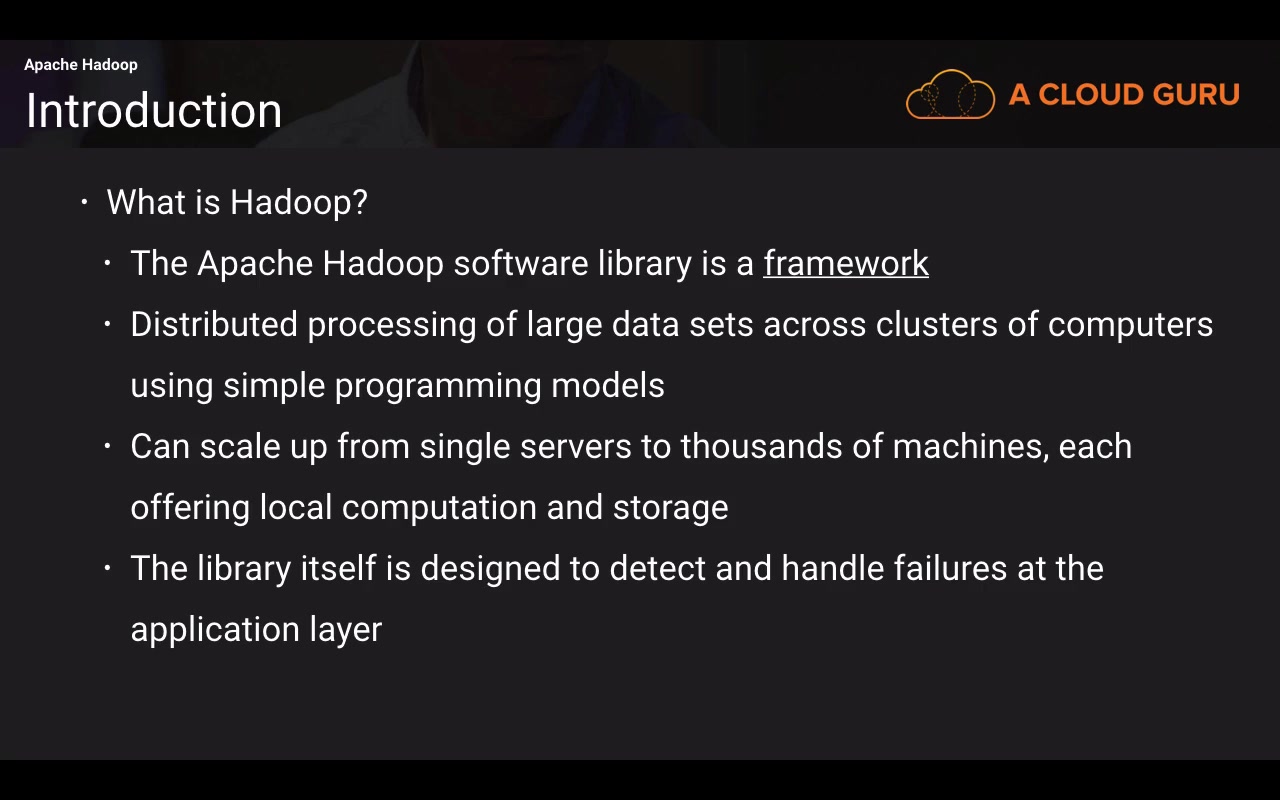 Apache Hadoop
Introduction
A CLOUD GURU
• What is Hadoop?
• The Apache Hadoop software library is a framework
• Distributed processing of large data sets across clusters of computers
using simple programming models
• Can scale up from single servers to thousands of machines, each
offering local computation and storage
• The library itself is designed to detect and handle failures at the
application layer